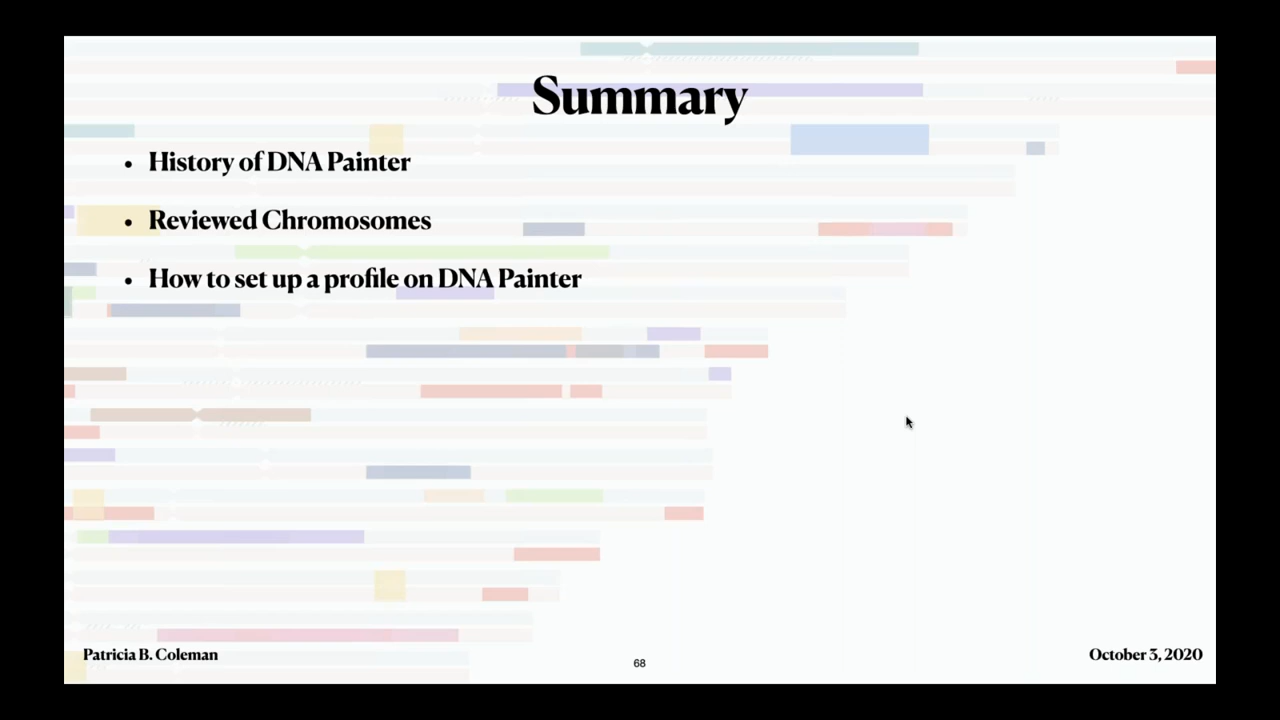 Summary
• History of DNA Painter
• Reviewed Chromosomes
• How to set up a profile on DNA Painter
Patricia B. Coleman
68
October 3, 2020